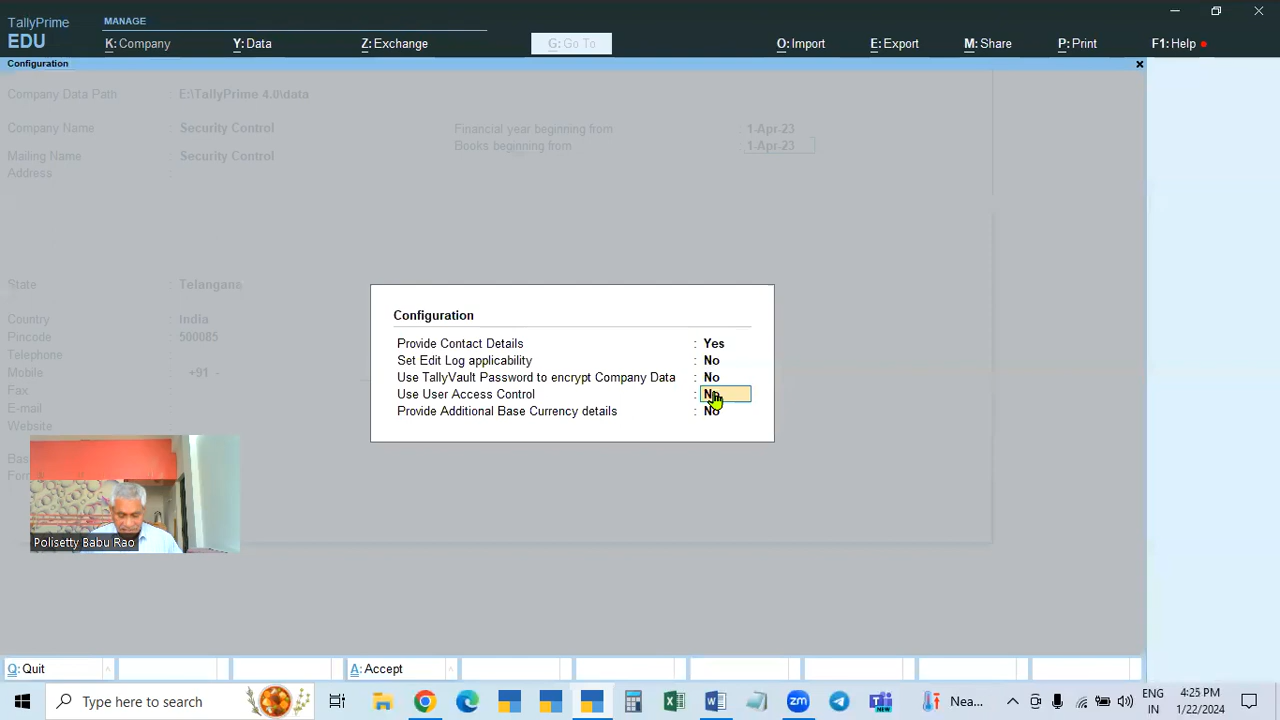 TallyPrime
MANAGE
EDU
K: Company
Y: Data
Z: Exchange
G: Go To
O: Import
E: Export
M: Share
P: Print
F1: Help
Configuration
Company Data Path
E:\TallyPrime 4.0\data
Company Name : Security Control
Financial year beginning from : 1-Apr-23
Books beginning from : 1-Apr-23
Mailing Name : Security Control
Address :
State : Telangana
Country : India
Pincode : 500085
Telephone :
Mobile : +91 -
Fax :
E-mail
Website
Configuration
Provide Contact Details : Yes
Set Edit Log applicability : No
Use TallyVault Password to encrypt Company Data : No
Use User Access Control :
Provide Additional Base Currency details : No
Polisetty Babu Rao
Q: Quit
A: Accept
Type here to search
NEW
Nea...
ENG
IN
4:25 PM
1/22/2024